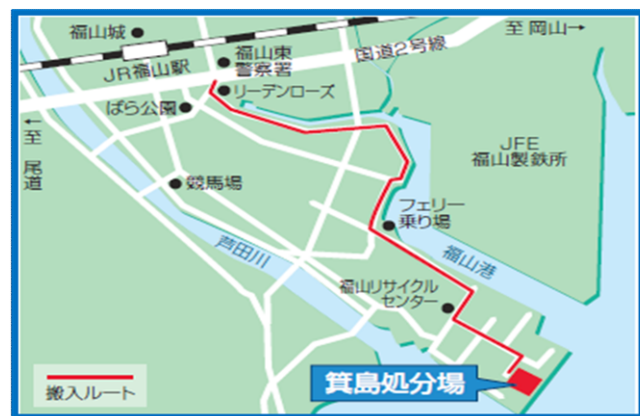 福山城
至 岡山→
福山東
警察署
国道2号線
JR福山駅
リーデンローズ
ばら公園
←
至
尾道
JFE
福山製鉄所
競馬場
フェリー
乗り場
芦田川
福山港
福山リサイクル
センター
搬入ルート
箕島処分場